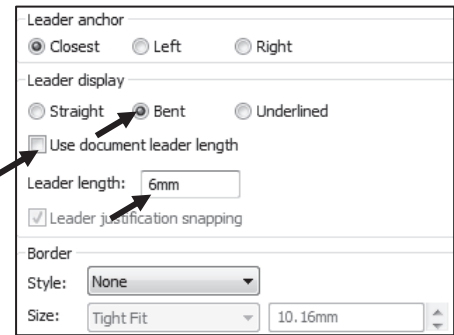 Leader anchor
Closest Left Right
Leader display
Straight Bent Underlined
Use document leader length
Leader length: 6mm
Leader justification snapping
Border
Style: None
Size: Tight Fit 10.16mm